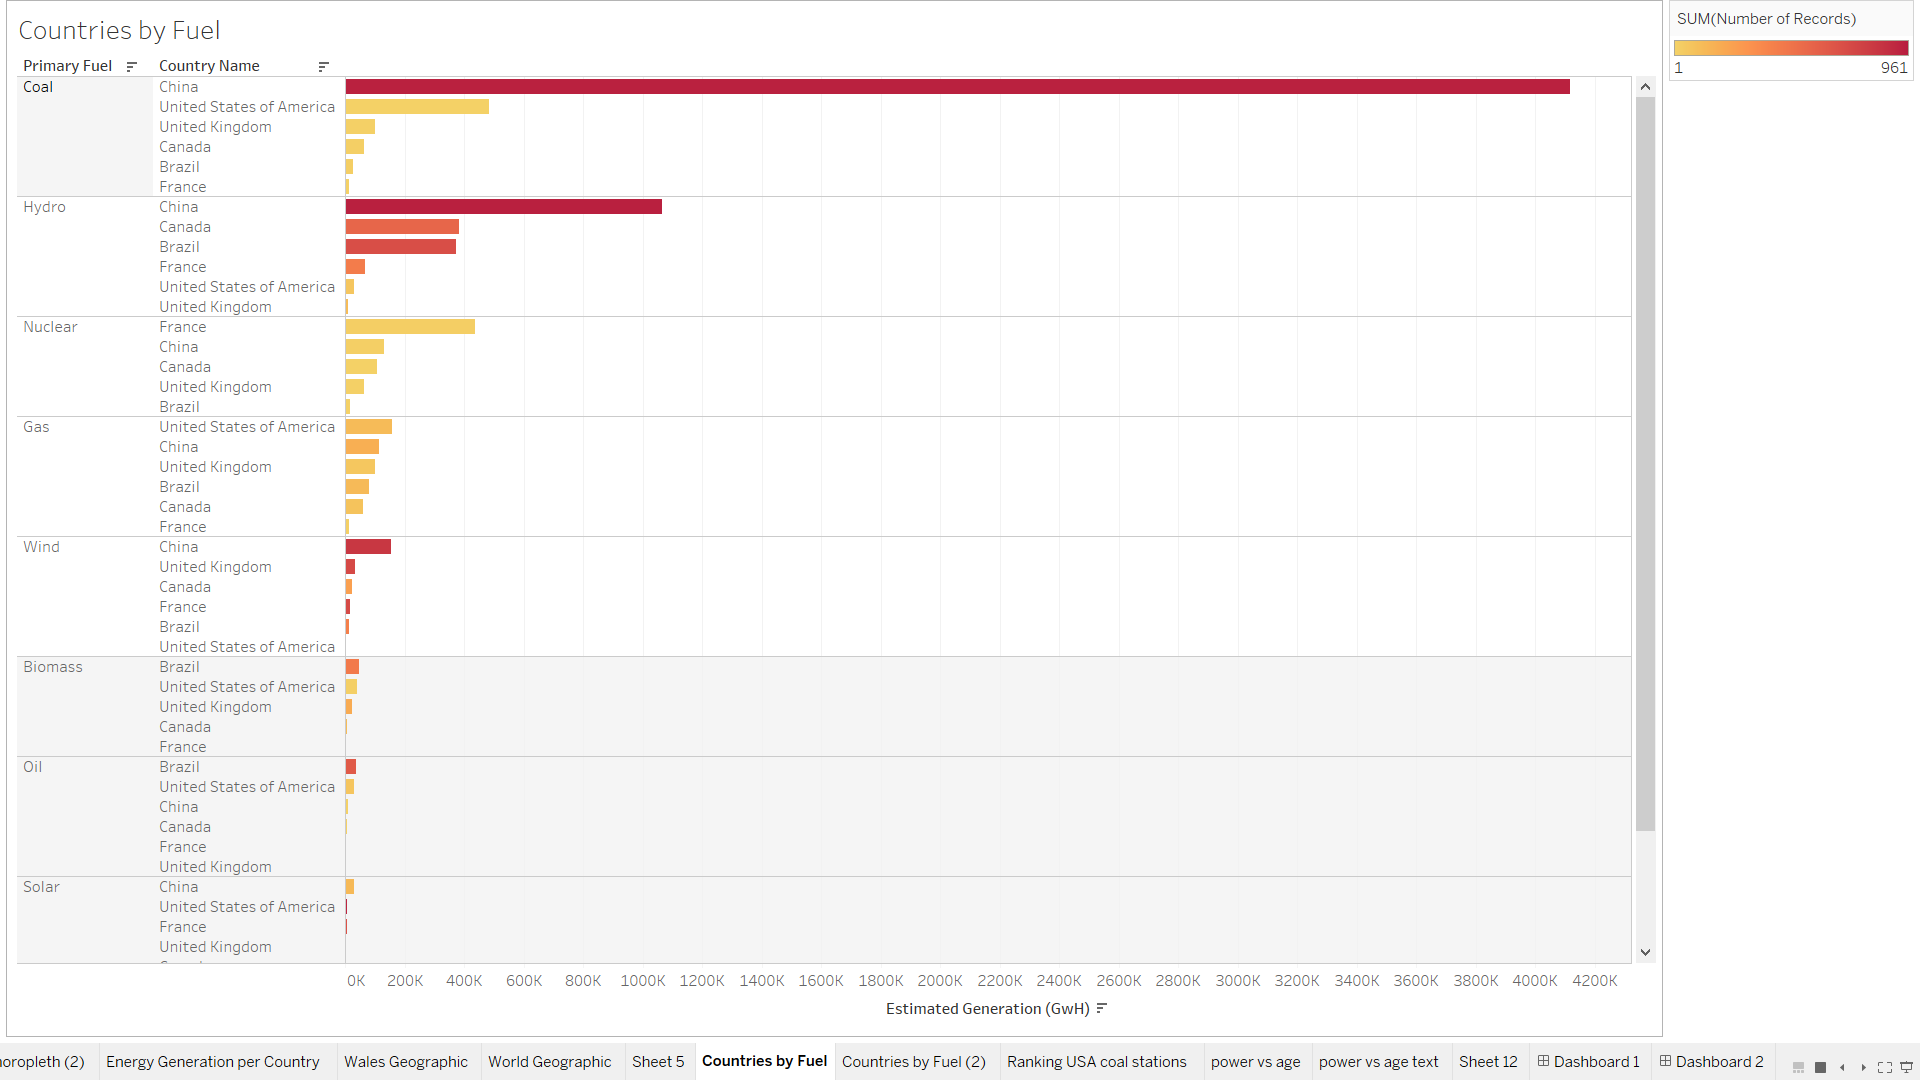 Countries by Fuel
Primary Fuel Country Name
Coal China
United States of America
United Kingdom
Canada
Brazil
France
Hydro China
Canada
Brazil
France
United States of America
United Kingdom
Nuclear France
China
Canada
United Kingdom
Brazil
Gas United States of America
China
United Kingdom
Brazil
Canada
France
Wind China
United Kingdom
Canada
France
Brazil
United States of America
Biomass Brazil
United States of America
United Kingdom
Canada
France
Oil Brazil
United States of America
China
Canada
France
United Kingdom
Solar China
United States of America
France
United Kingdom
0K 200K 400K 600K 800K 1000K 1200K 1400K 1600K 1800K 2000K 2200K 2400K 2600K 2800K 3000K 3200K 3400K 3600K 3800K 4000K 4200K
Estimated Generation (GwH)
SUM(Number of Records)
1 961
oropleth (2) Energy Generation per Country Wales Geographic World Geographic Sheet 5 Countries by Fuel Countries by Fuel (2) Ranking USA coal stations power vs age power vs age text Sheet 12 Dashboard 1 Dashboard 2